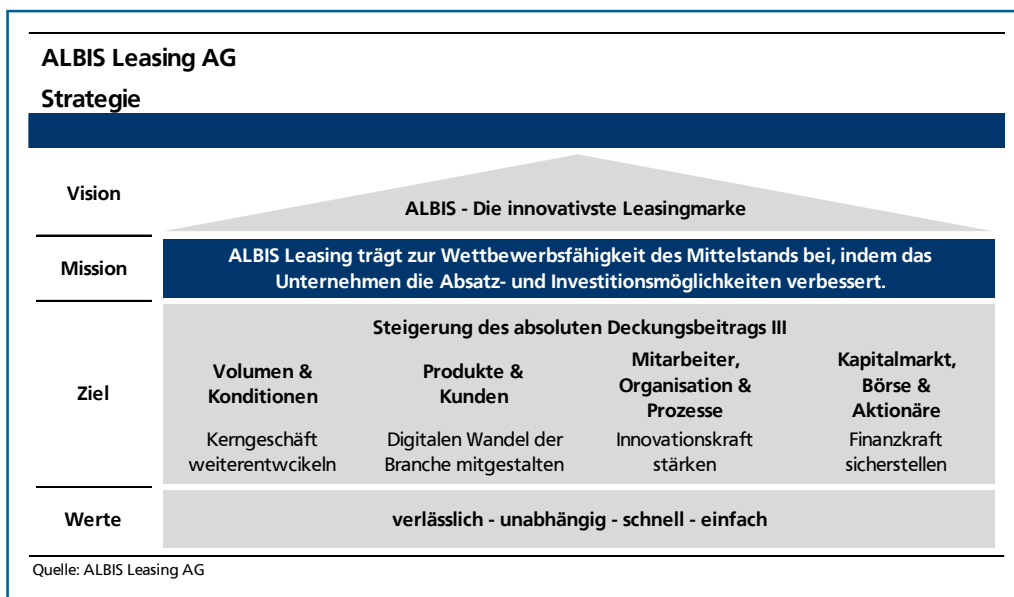 ALBIS Leasing AG
Strategie
Vision
ALBIS - Die innovativste Leasingmarke
Mission
ALBIS Leasing trägt zur Wettbewerbsfähigkeit des Mittelstands bei, indem das
Unternehmen die Absatz- und Investitionsmöglichkeiten verbessert.
Ziel
Steigerung des absoluten Deckungsbeitrags III
Volumen &
Konditionen
Kerngeschäft
weiterentwcikeln
Produkte &
Kunden
Digitalen Wandel der
Branche mitgestalten
Mitarbeiter,
Organisation &
Prozesse
Innovationskraft
stärken
Kapitalmarkt,
Börse &
Aktionäre
Finanzkraft
sicherstellen
Werte
verlässlich - unabhängig - schnell - einfach
Quelle: ALBIS Leasing AG